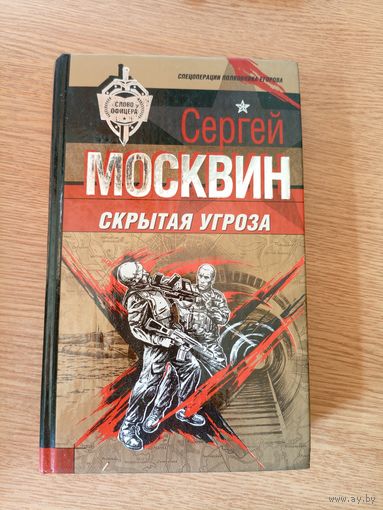 СПЕЦОПЕРАЦИИ ПОЛКОВНИКА ЕГОРОВА
СЛОВО
ОФИЦЕРА
Сергей
МОСКВИН
СКРЫТАЯ УГРОЗА
www.ay.by